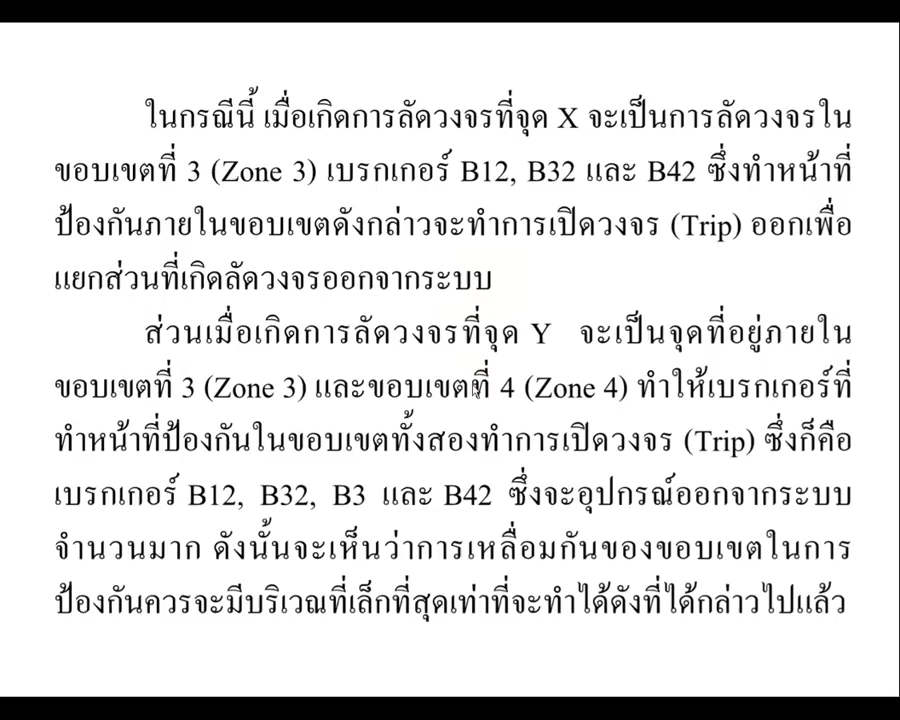 ในกรณีนี้ เมื่อเกิดการลัดวงจรที่จุด X จะเป็นการลัดวงจรใน
ขอบเขตที่ 3 (Zone 3) เบรกเกอร์ B12, B32 และ B42 ซึ่งทำหน้าที่
ป้องกันภายในขอบเขตดังกล่าวจะทำการเปิดวงจร (Trip) ออกเพื่อ
แยกส่วนที่เกิดลัดวงจรออกจากระบบ
ส่วนเมื่อเกิดการลัดวงจรที่จุด Y จะเป็นจุดที่อยู่ภายใน
ขอบเขตที่ 3 (Zone 3) และขอบเขตที่ 4 (Zone 4) ทำให้เบรกเกอร์ที่
ทำหน้าที่ป้องกันในขอบเขตทั้งสองทำการเปิดวงจร (Trip) ซึ่งก็คือ
เบรกเกอร์ B12, B32, B3 และ B42 ซึ่งจะอุปกรณ์ออกจากระบบ
จำนวนมาก ดังนั้นจะเห็นว่าการเหลื่อมกันของขอบเขตในการ
ป้องกันควรจะมีบริเวณที่เล็กที่สุดเท่าที่จะทำได้ดังที่ได้กล่าวไปแล้ว